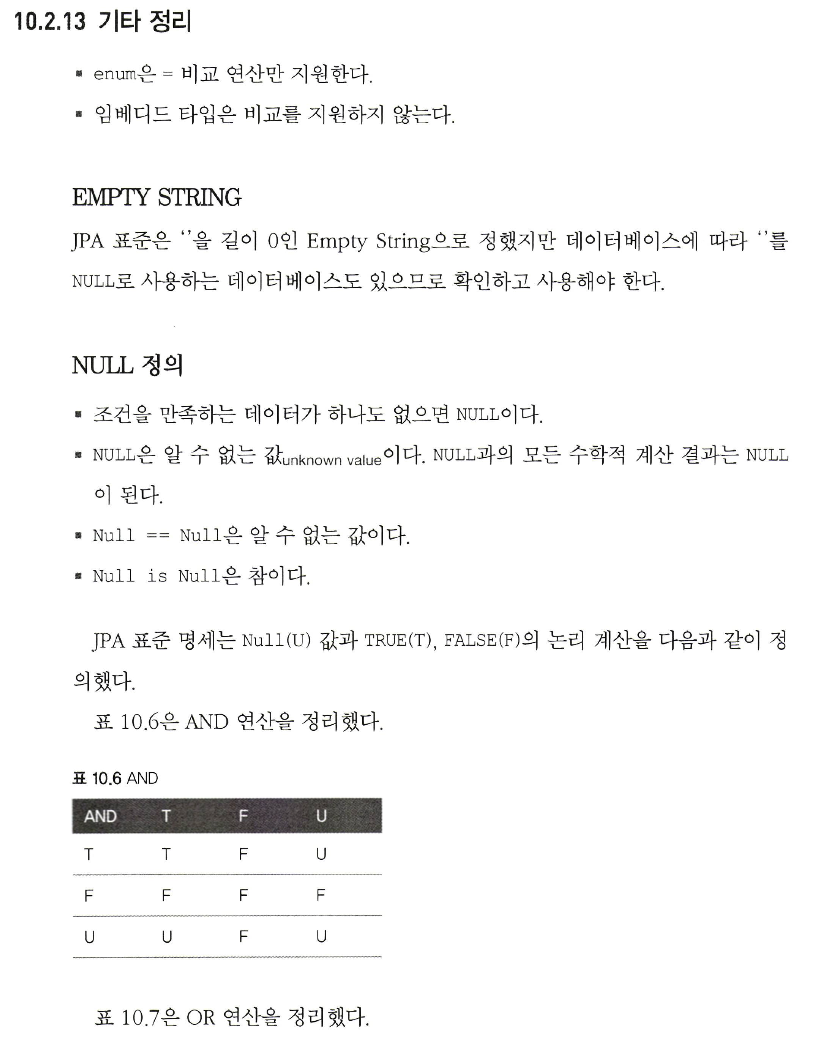 10.2.13 기타 정리
▪ enum은 = 비교 연산만 지원한다.
▪ 임베디드 타입은 비교를 지원하지 않는다.
EMPTY STRING
JPA 표준은 ‘’을 길이 0인 Empty String으로 정했지만 데이터베이스에 따라 ‘’를
NULL로 사용하는 데이터베이스도 있으므로 확인하고 사용해야 한다.
NULL 정의
▪ 조건을 만족하는 데이터가 하나도 없으면 NULL이다.
▪ NULL은 알 수 없는 값unknown value이다. NULL과의 모든 수학적 계산 결과는 NULL
이 된다.
▪ Null == Null은 알 수 없는 값이다.
▪ Null is Null은 참이다.
JPA 표준 명세는 Null(U) 값과 TRUE(T), FALSE(F)의 논리 계산을 다음과 같이 정
의했다.
표 10.6은 AND 연산을 정리했다.
표 10.6 AND
AND T F U
T T F U
F F F F
U U F U
표 10.7은 OR 연산을 정리했다.